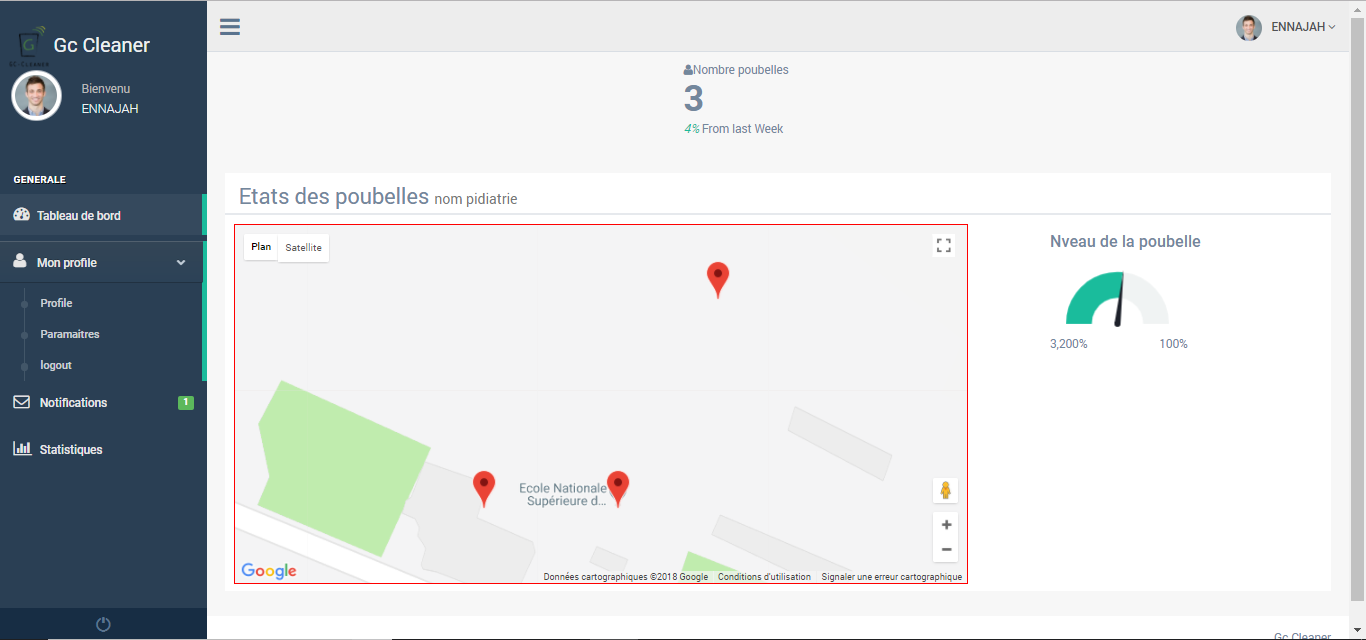 Gc Cleaner
GC-CLEANER
Bienvenu
ENNAJAH
GENERALE
Tableau de bord
Mon profile
Profile
Paramaitres
logout
Notifications 1
Statistiques
ENNAJAH
Nombre poubelles
3
4% From last Week
Etats des poubelles nom pidiatrie
Plan Satellite
Ecole Nationale
Supérieure d...
Google
Données cartographiques ©2018 Google Conditions d'utilisation Signaler une erreur cartographique
Nveau de la poubelle
3,200% 100%
Gc Cleaner